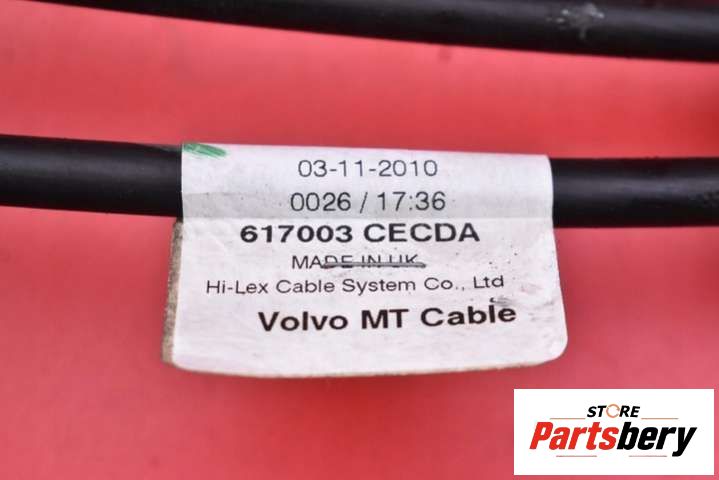 03-11-2010
0026 / 17:36
617003 CECDA
MADE IN UK
Hi-Lex Cable System Co., Ltd
Volvo MT Cable
STORE
Partsbery